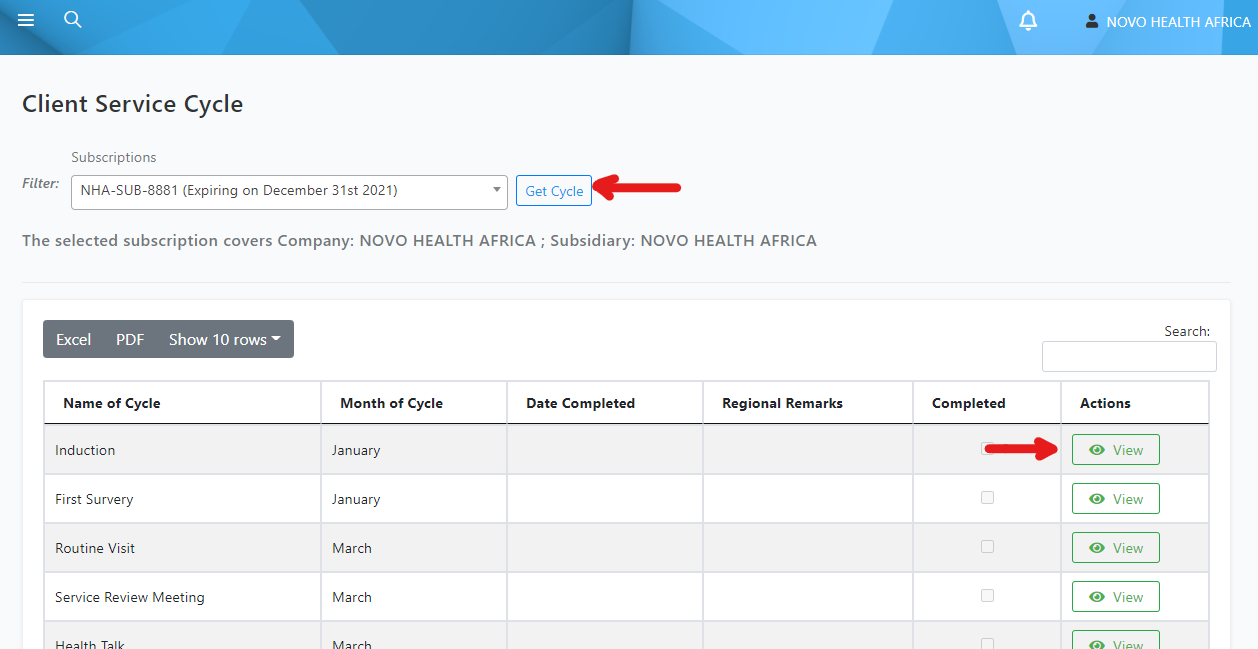 NOVO HEALTH AFRICA
Client Service Cycle
Subscriptions
Filter:
NHA-SUB-8881 (Expiring on December 31st 2021)
Get Cycle
The selected subscription covers Company: NOVO HEALTH AFRICA ; Subsidiary: NOVO HEALTH AFRICA
Excel PDF Show 10 rows
Search:
Name of Cycle Month of Cycle Date Completed Regional Remarks Completed Actions
Induction January View
First Survery January View
Routine Visit March View
Service Review Meeting March View
Health Talk March View